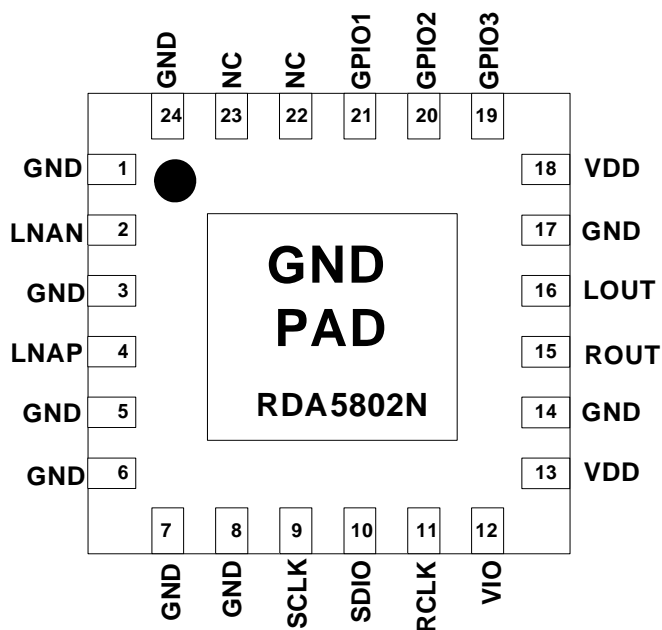 GND
NC
NC
GPIO1
GPIO2
GPIO3
24
23
22
21
20
19
GND 1
18 VDD
LNAN 2
17 GND
GND 3
16 LOUT
LNAP 4
15 ROUT
GND 5
14 GND
GND 6
13 VDD
GND
PAD
RDA5802N
7
8
9
10
11
12
GND
GND
SCLK
SDIO
RCLK
VIO